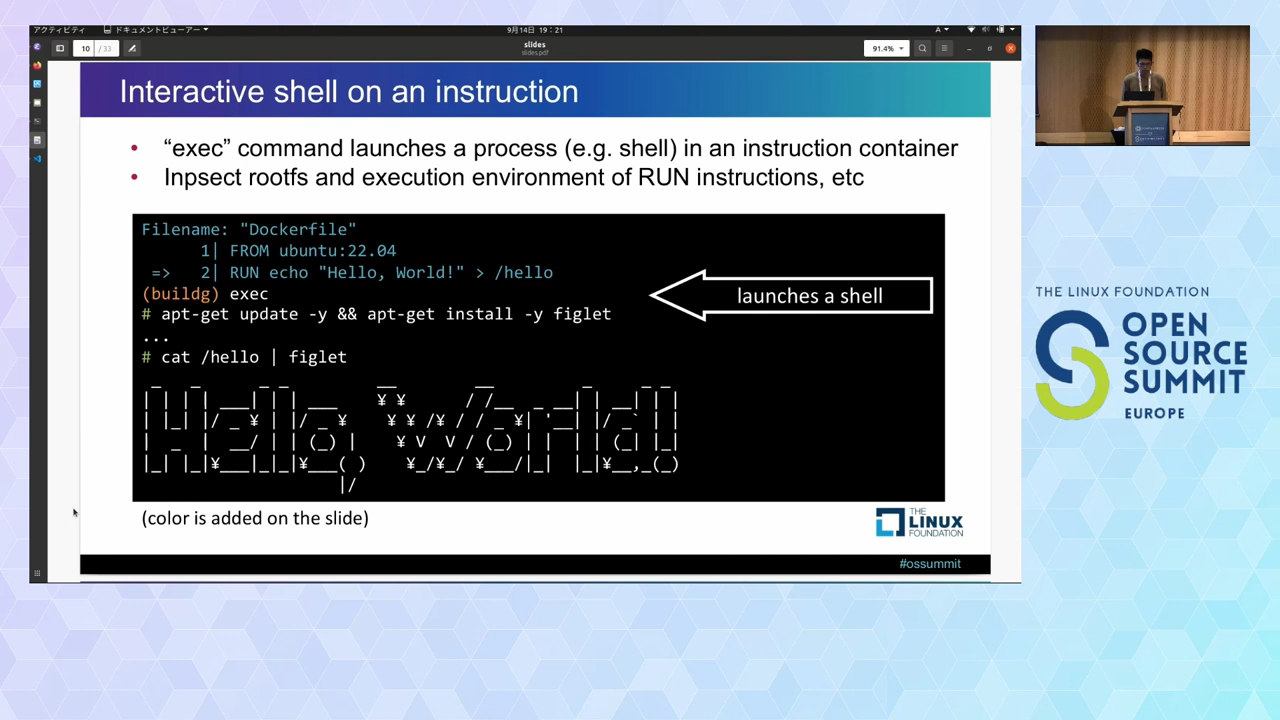 アクティビティ
ドキュメントビューアー
9月14日 19：21
A
10 / 33
slides
slides.pdf
91.4%
Interactive shell on an instruction
• “exec” command launches a process (e.g. shell) in an instruction container
• Inpsect rootfs and execution environment of RUN instructions, etc
Filename: "Dockerfile"
1| FROM ubuntu:22.04
=> 2| RUN echo "Hello, World!" > /hello
(buildg) exec
launches a shell
# apt-get update -y && apt-get install -y figlet
...
# cat /hello | figlet
Hello, World!
(color is added on the slide)
THE LINUX FOUNDATION
#ossummit
THE LINUX FOUNDATION
OPEN
SOURCE
SUMMIT
EUROPE